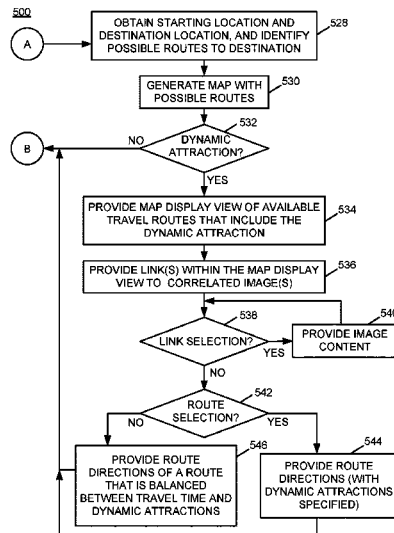 500
A
OBTAIN STARTING LOCATION AND
DESTINATION LOCATION, AND IDENTIFY
POSSIBLE ROUTES TO DESTINATION
528
GENERATE MAP WITH
POSSIBLE ROUTES
530
B
NO
DYNAMIC
ATTRACTION?
532
YES
PROVIDE MAP DISPLAY VIEW OF AVAILABLE
TRAVEL ROUTES THAT INCLUDE THE
DYNAMIC ATTRACTION
534
PROVIDE LINK(S) WITHIN THE MAP DISPLAY
VIEW TO CORRELATED IMAGE(S)
536
LINK SELECTION?
538
YES
PROVIDE IMAGE
CONTENT
540
NO
ROUTE
SELECTION?
542
NO
YES
PROVIDE ROUTE
DIRECTIONS OF A ROUTE
THAT IS BALANCED
BETWEEN TRAVEL TIME AND
DYNAMIC ATTRACTIONS
546
PROVIDE ROUTE
DIRECTIONS (WITH
DYNAMIC ATTRACTIONS
SPECIFIED)
544